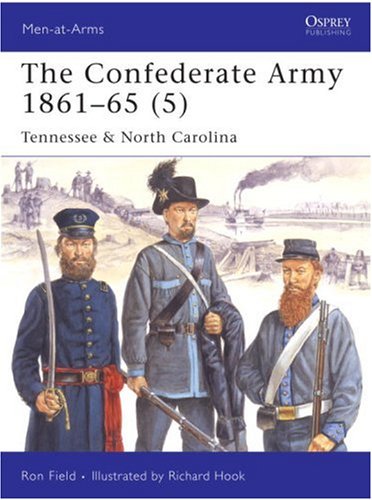 Men-at-Arms
OSPREY
PUBLISHING
The Confederate Army
1861–65 (5)
Tennessee & North Carolina
Ron Field • Illustrated by Richard Hook